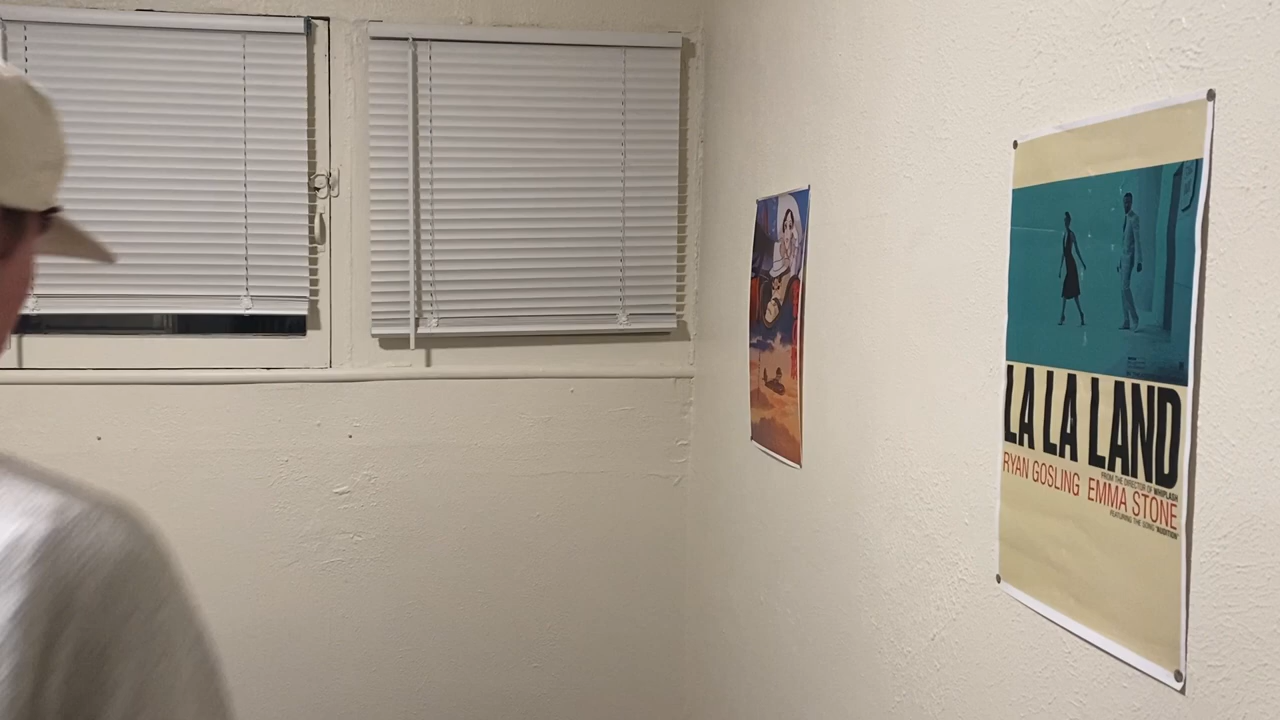 LA LA LAND
FROM THE DIRECTOR OF WHIPLASH
RYAN GOSLING EMMA STONE
FEATURING THE SONG 'AUDITION'